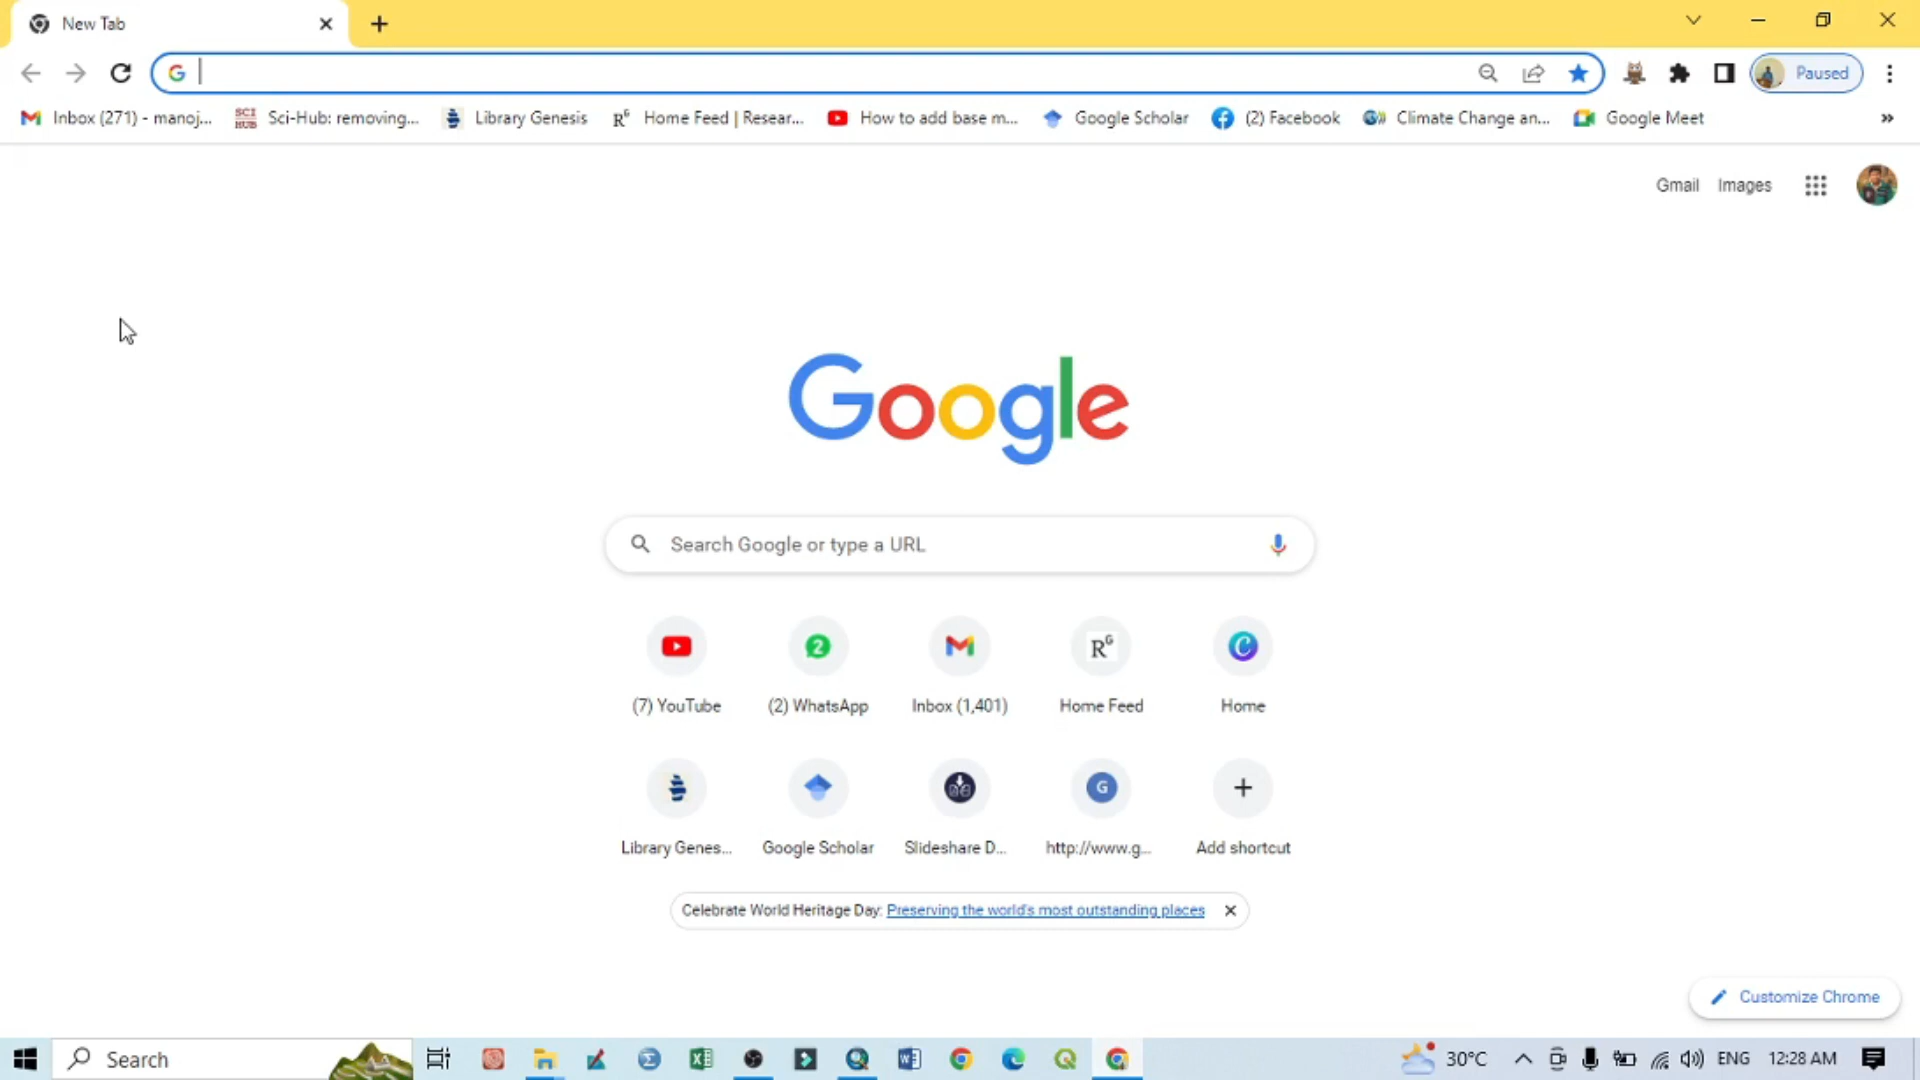 New Tab
Inbox (271) - manoj...
SCI HUB Sci-Hub: removing...
Library Genesis
RG Home Feed | Resear...
How to add base m...
Google Scholar
(2) Facebook
Climate Change an...
Google Meet
Paused
Gmail Images
Google
Search Google or type a URL
(7) YouTube
(2) WhatsApp
Inbox (1,401)
Home Feed
Home
Library Genes...
Google Scholar
Slideshare D...
http://www.g...
Add shortcut
Celebrate World Heritage Day: Preserving the world's most outstanding places
Customize Chrome
Search
30°C
ENG
12:28 AM